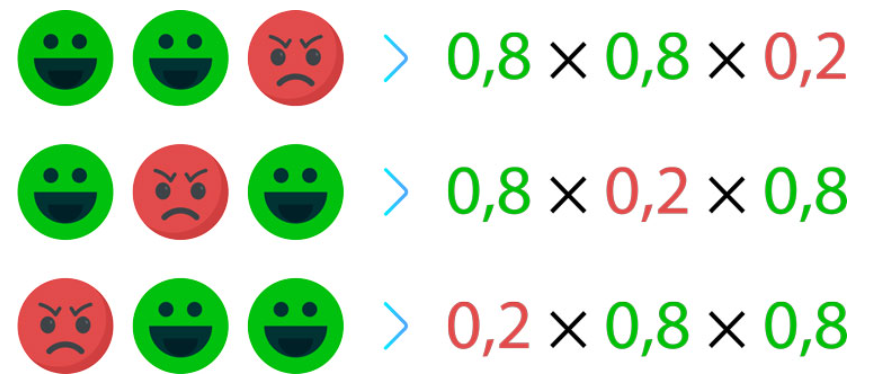 0,8 × 0,8 × 0,2
0,8 × 0,2 × 0,8
0,2 × 0,8 × 0,8